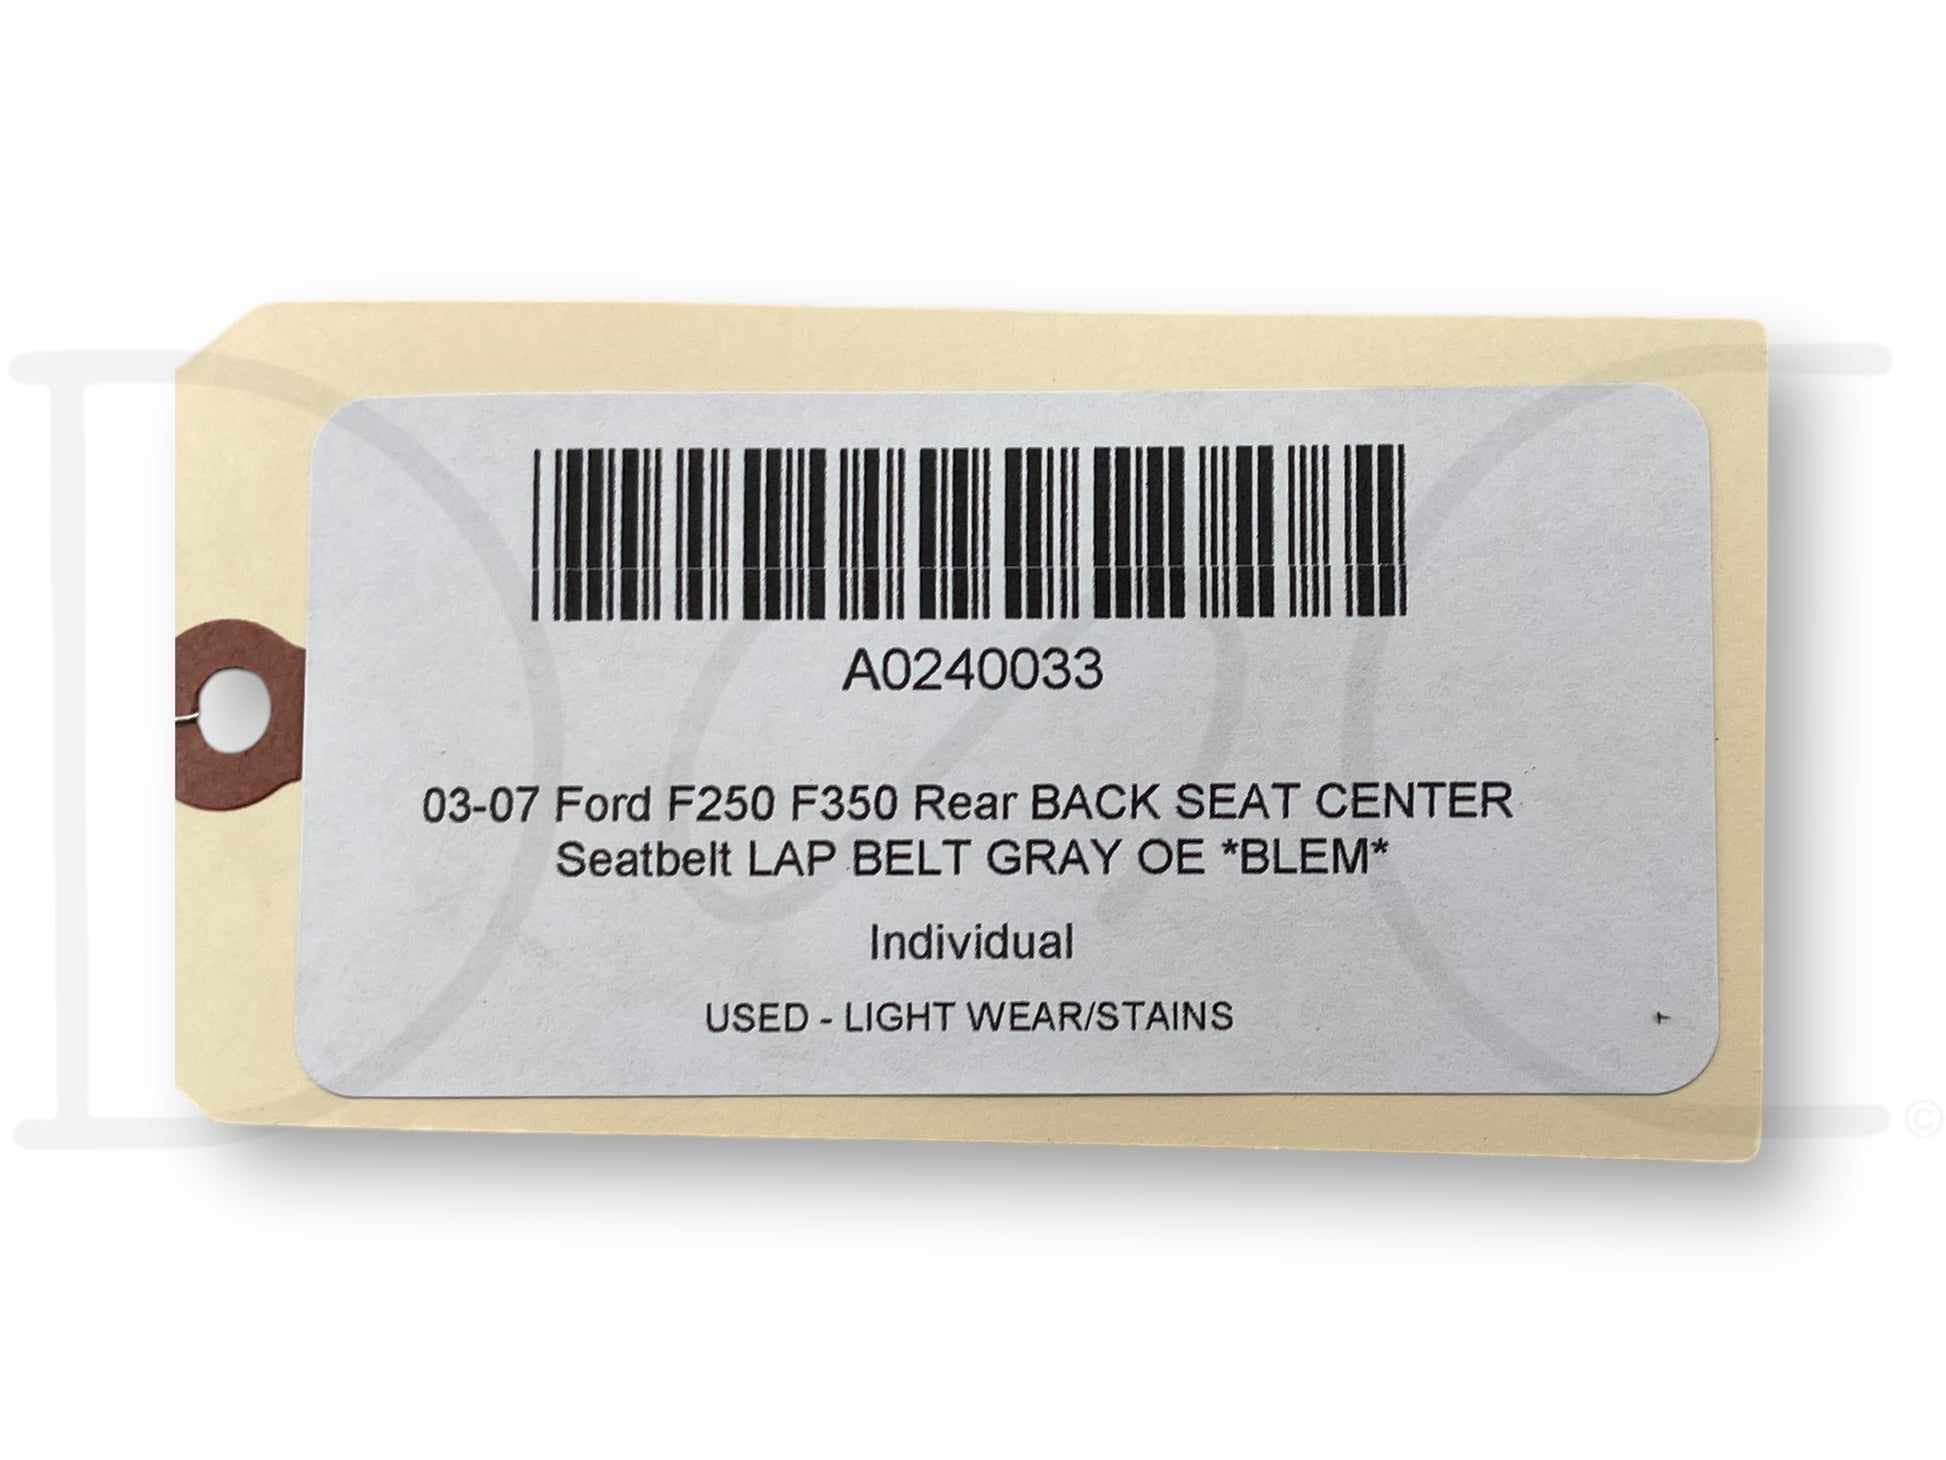 A0240033
03-07 Ford F250 F350 Rear BACK SEAT CENTER
Seatbelt LAP BELT GRAY OE *BLEM*
Individual
USED - LIGHT WEAR/STAINS
©